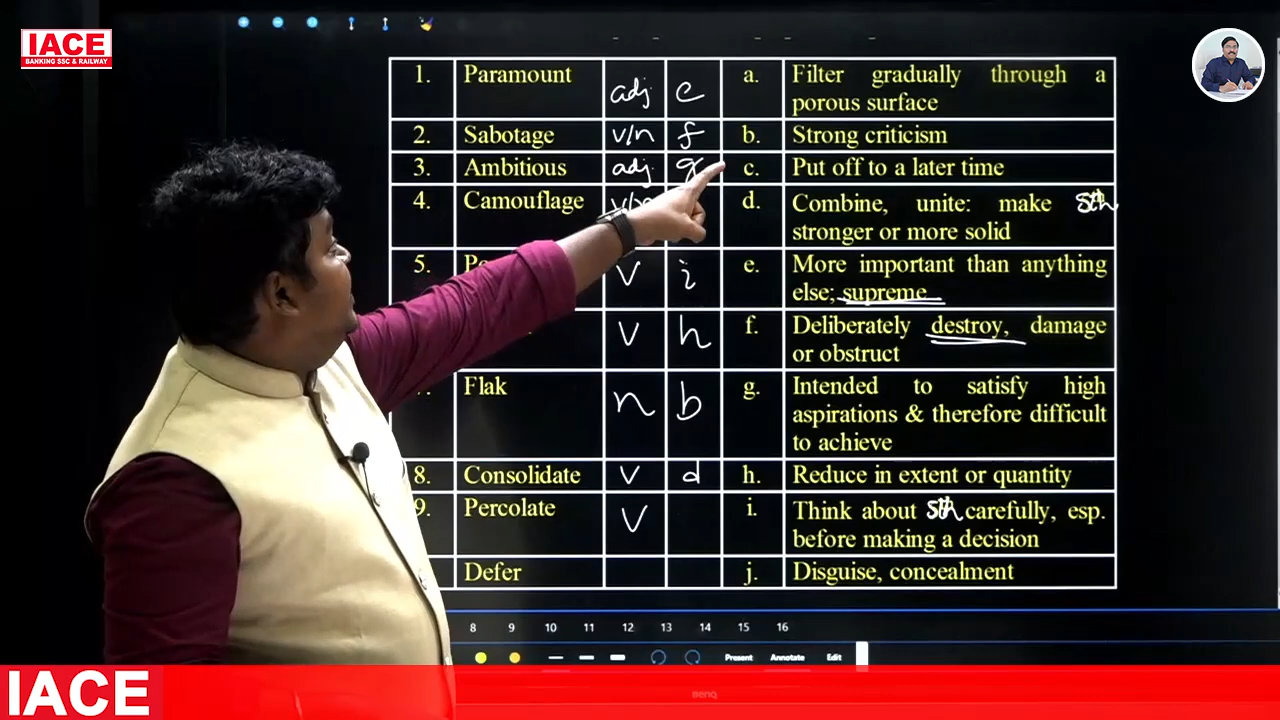 IACE
BANKING SSC & RAILWAY
1. Paramount adj e a. Filter gradually through a
porous surface
2. Sabotage v/n f b. Strong criticism
3. Ambitious adj. g c. Put off to a later time
4. Camouflage d. Combine, unite: make sth
stronger or more solid
5. V i e. More important than anything
else; supreme
V h f. Deliberately destroy, damage
or obstruct
Flak n b g. Intended to satisfy high
aspirations & therefore difficult
to achieve
8. Consolidate V d h. Reduce in extent or quantity
9. Percolate V i. Think about sth carefully, esp.
before making a decision
Defer j. Disguise, concealment
8 9 10 11 12 13 14 15 16
Present Annotate Edit
BenQ
IACE